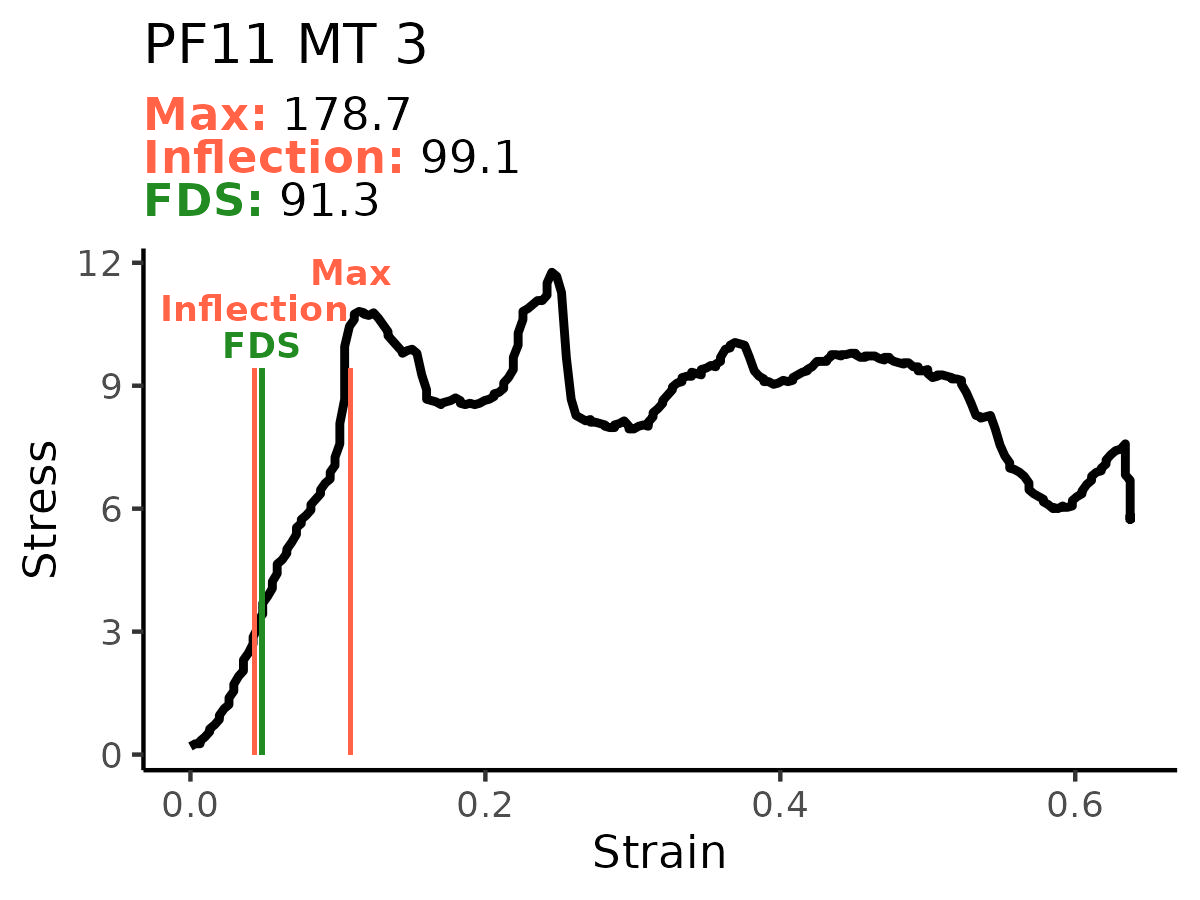 PF11 MT 3
Max: 178.7
Inflection: 99.1
FDS: 91.3
12
Max
Inflection
FDS
9
6
3
0
Stress
0.0 0.2 0.4 0.6
Strain